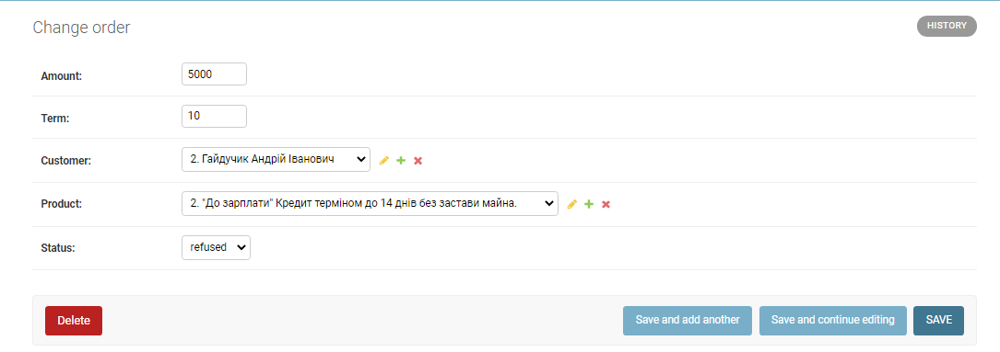 Change order
HISTORY
Amount: 5000
Term: 10
Customer: 2. Гайдучик Андрій Іванович
Product: 2. "До зарплати" Кредит терміном до 14 днів без застави майна.
Status: refused
Delete Save and add another Save and continue editing SAVE